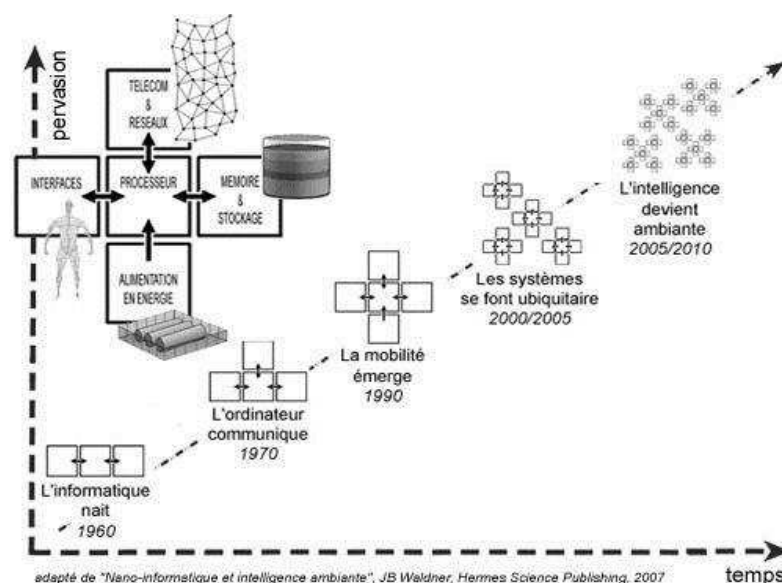 pervasion
TELECOM
&
RESEAUX
INTERFACES
PROCESSEUR
MEMOIRE
&
STOCKAGE
ALIMENTATION
EN ENERGIE
L'intelligence
devient
ambiante
2005/2010
Les systèmes
se font ubiquitaire
2000/2005
La mobilité
émerge
1990
L'ordinateur
communique
1970
L'informatique
nait
1960
temps
adapté de "Nano-informatique et intelligence ambiante", JB Waldner, Hermes Science Publishing, 2007